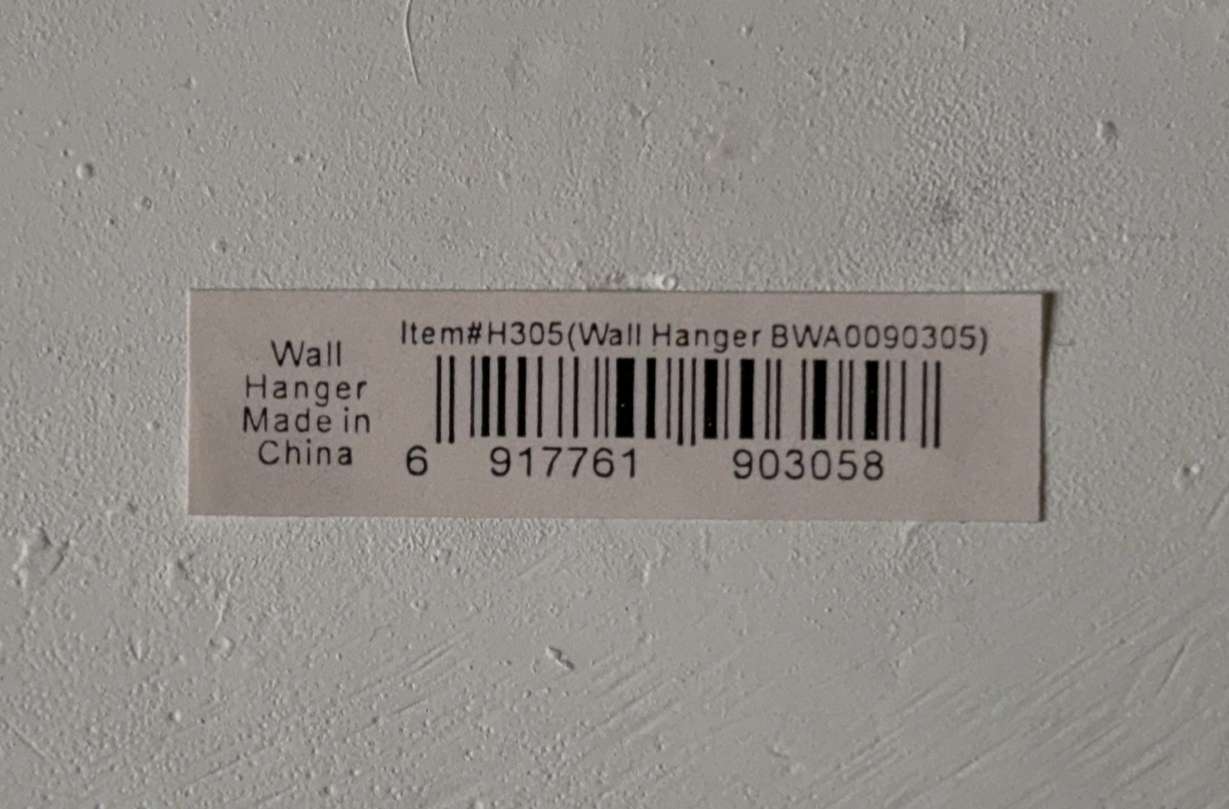 Wall
Hanger
Made in
China
Item#H305(Wall Hanger BWA0090305)
6 917761 903058